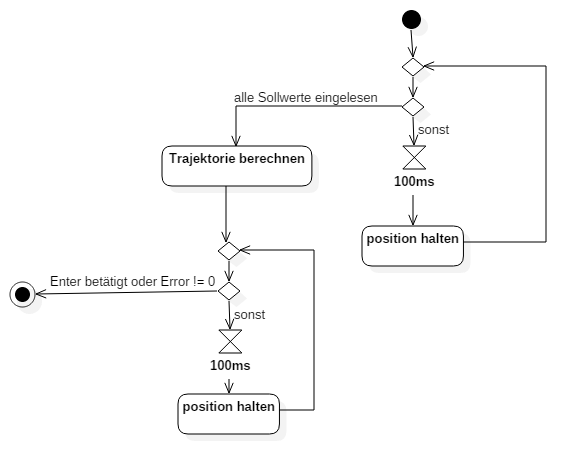 alle Sollwerte eingelesen
sonst
Trajektorie berechnen
100ms
position halten
Enter betätigt oder Error != 0
sonst
100ms
position halten